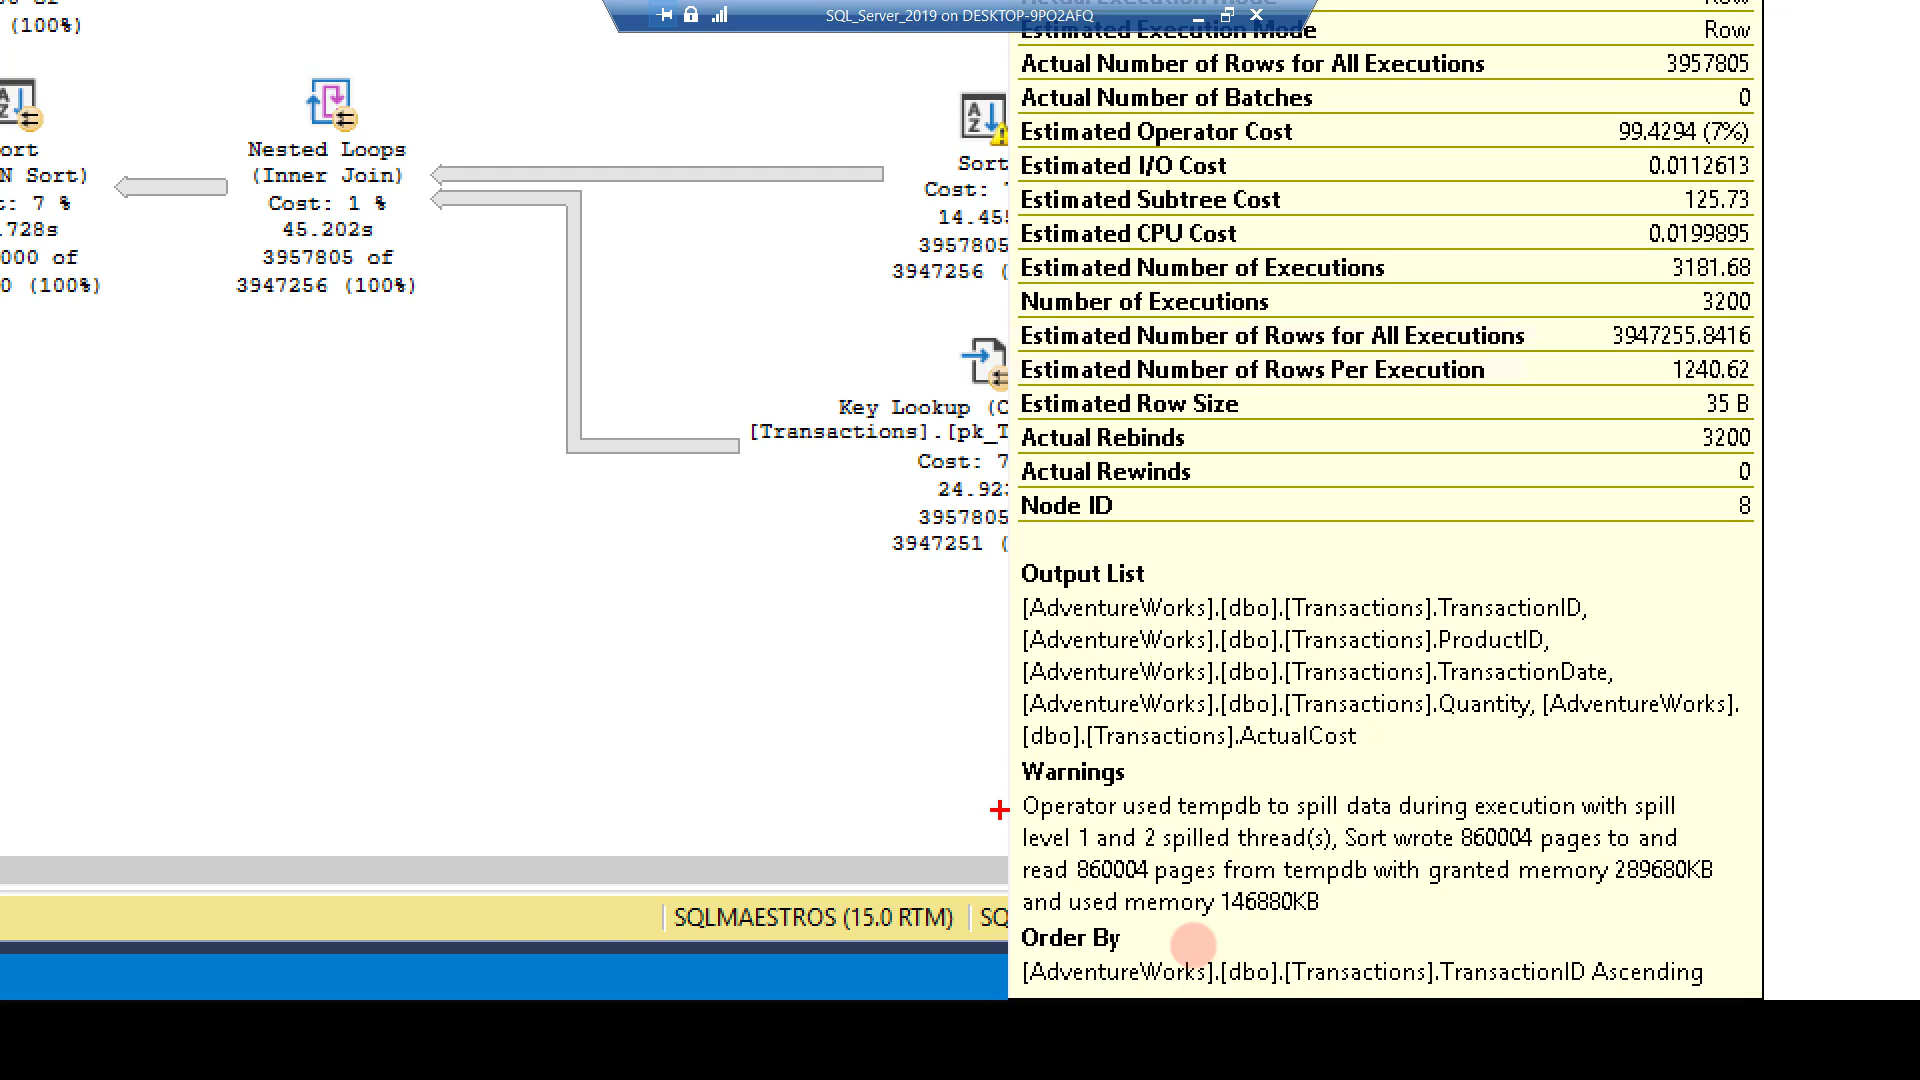 SQL_Server_2019 on DESKTOP-9PO2AFQ
(100%)
ort
N Sort)
: 7 %
.728s
000 of
0 (100%)
Nested Loops
(Inner Join)
Cost: 1 %
45.202s
3957805 of
3947256 (100%)
Sort
Cost:
14.45
3957805
3947256 (
Key Lookup (C
[Transactions].[pk_T
Cost: 7
24.92
3957805
3947251 (
Estimated Execution Mode Row
Actual Number of Rows for All Executions 3957805
Actual Number of Batches 0
Estimated Operator Cost 99.4294 (7%)
Estimated I/O Cost 0.0112613
Estimated Subtree Cost 125.73
Estimated CPU Cost 0.0199895
Estimated Number of Executions 3181.68
Number of Executions 3200
Estimated Number of Rows for All Executions 3947255.8416
Estimated Number of Rows Per Execution 1240.62
Estimated Row Size 35 B
Actual Rebinds 3200
Actual Rewinds 0
Node ID 8
Output List
[AdventureWorks].[dbo].[Transactions].TransactionID,
[AdventureWorks].[dbo].[Transactions].ProductID,
[AdventureWorks].[dbo].[Transactions].TransactionDate,
[AdventureWorks].[dbo].[Transactions].Quantity, [AdventureWorks].
[dbo].[Transactions].ActualCost
Warnings
Operator used tempdb to spill data during execution with spill
level 1 and 2 spilled thread(s), Sort wrote 860004 pages to and
read 860004 pages from tempdb with granted memory 289680KB
and used memory 146880KB
Order By
[AdventureWorks].[dbo].[Transactions].TransactionID Ascending
SQLMAESTROS (15.0 RTM)
SQ